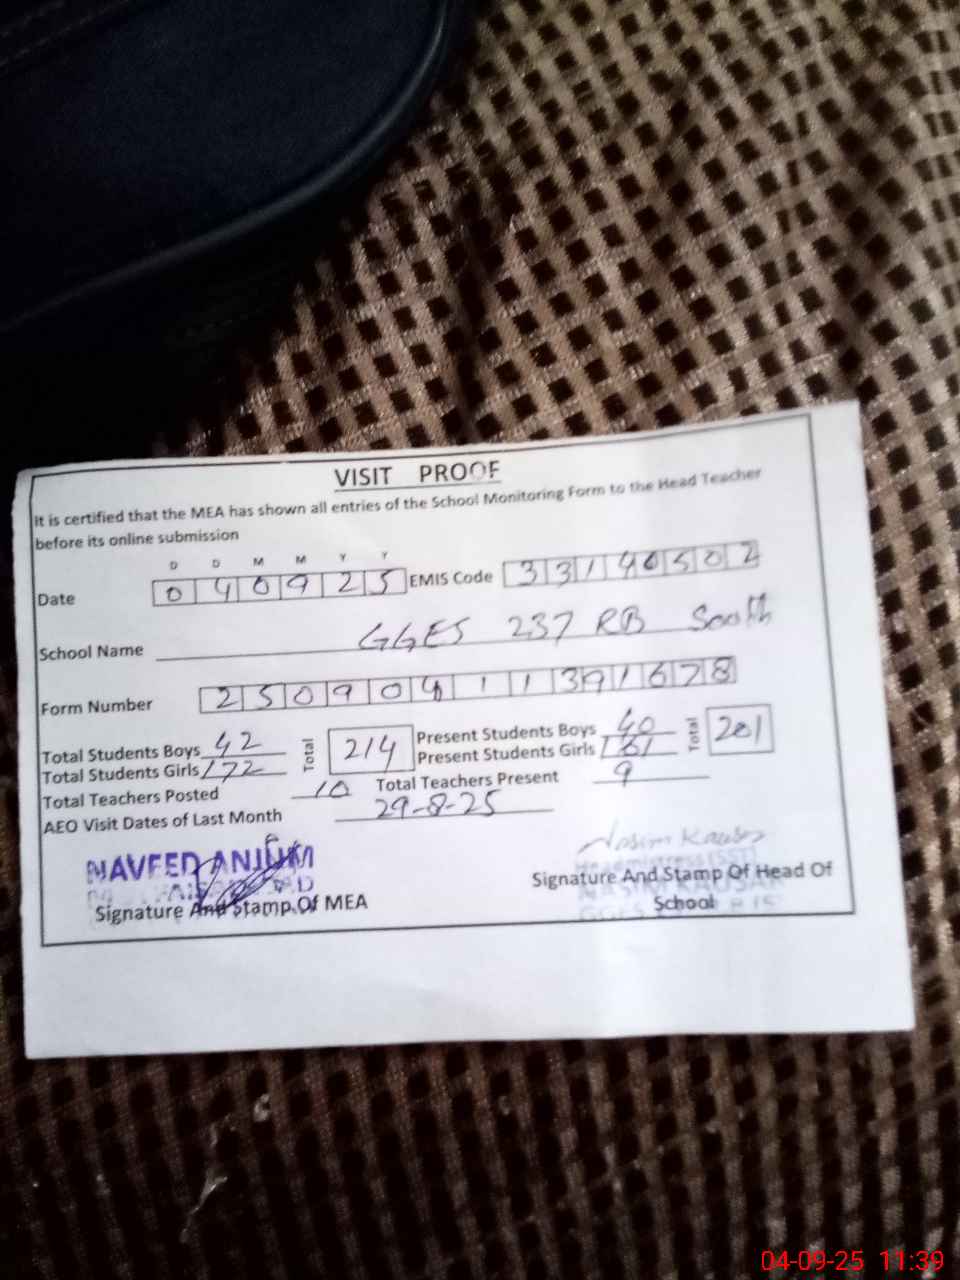 VISIT PROOF
It is certified that the MEA has shown all entries of the School Monitoring Form to the Head Teacher
before its online submission
D D M M Y Y
Date 0 4 0 9 2 5 EMIS Code 3 3 1 4 0 5 0 2
School Name GGES 237 RB South
Form Number 2 5 0 9 0 4 1 1 3 9 1 6 7 8
Total Students Boys 42 Total 214 Present Students Boys 40 Total 201
Total Students Girls 172 Present Students Girls 161
Total Teachers Posted 10 Total Teachers Present 9
AEO Visit Dates of Last Month 29-8-25
NAVEED ANJUM Nasim Kausar
Signature And Stamp Of MEA Signature And Stamp Of Head Of
School
04-09-25 11:39